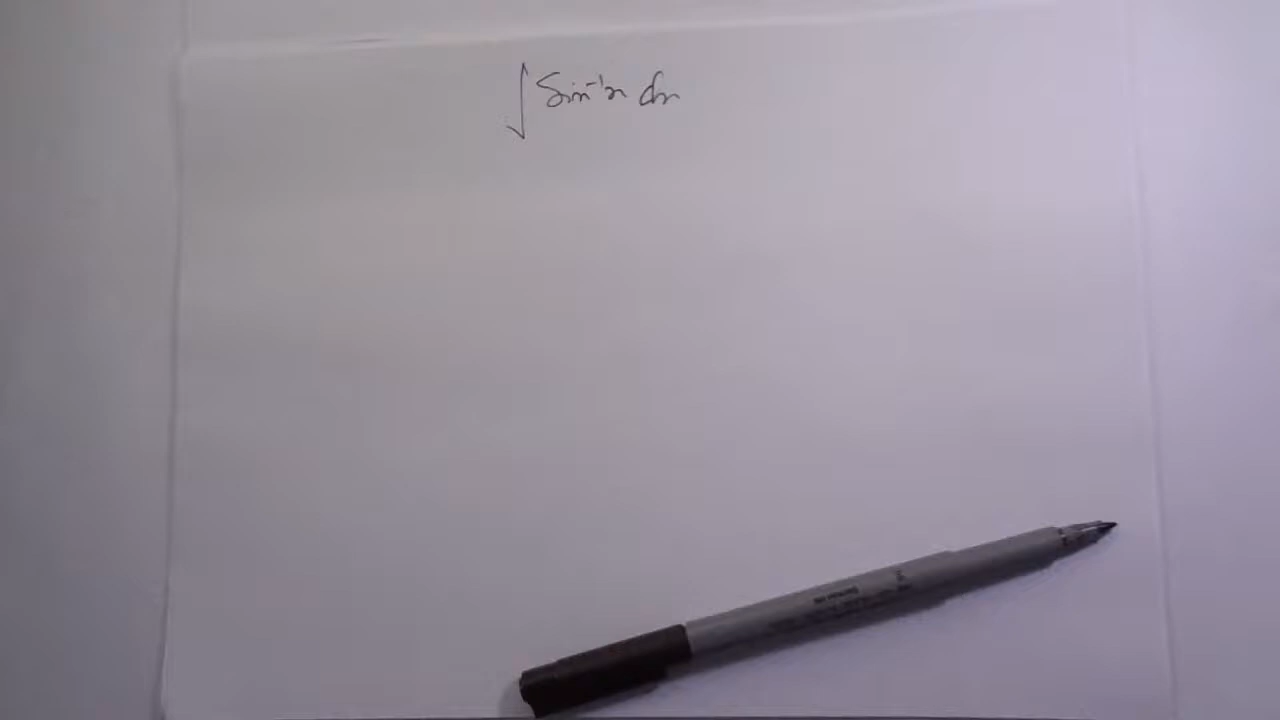 ∫ Sin⁻¹x dx